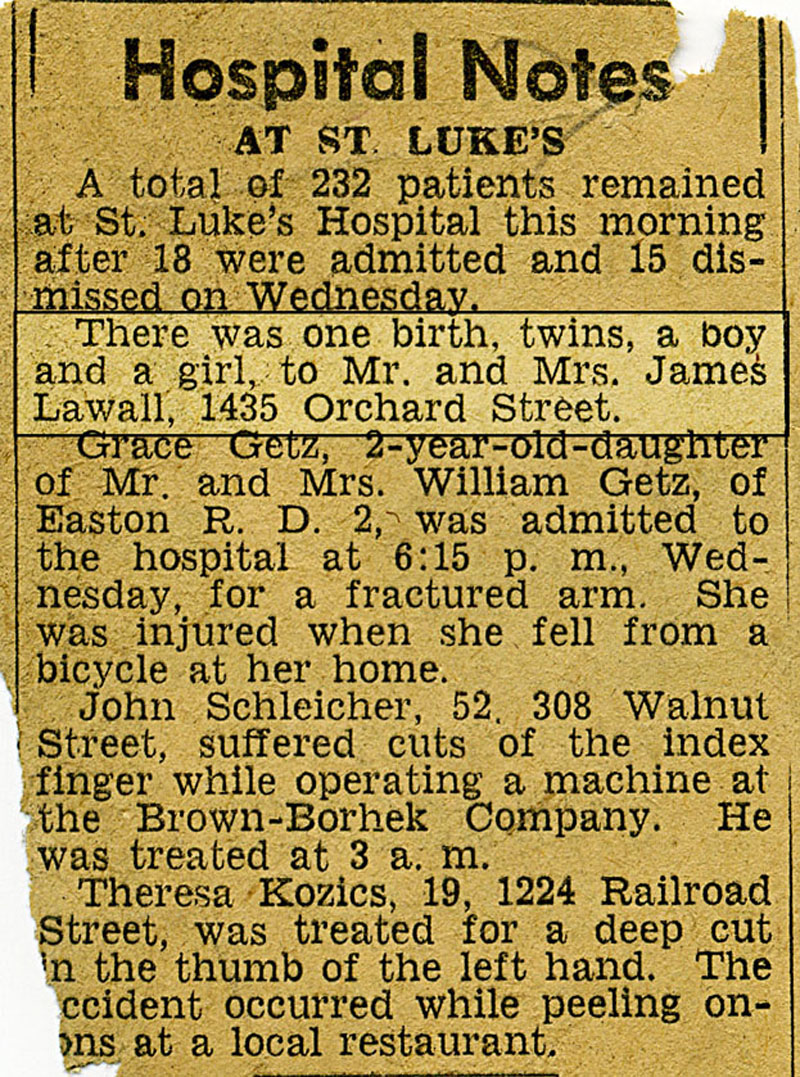 Hospital Notes
AT ST. LUKE'S
A total of 232 patients remained
at St. Luke's Hospital this morning
after 18 were admitted and 15 dis-
missed on Wednesday.
There was one birth, twins, a boy
and a girl, to Mr. and Mrs. James
Lawall, 1435 Orchard Street.
Grace Getz, 2-year-old-daughter
of Mr. and Mrs. William Getz, of
Easton R. D. 2, was admitted to
the hospital at 6:15 p. m., Wed-
nesday, for a fractured arm. She
was injured when she fell from a
bicycle at her home.
John Schleicher, 52, 308 Walnut
Street, suffered cuts of the index
finger while operating a machine at
the Brown-Borhek Company. He
was treated at 3 a. m.
Theresa Kozics, 19, 1224 Railroad
Street, was treated for a deep cut
'n the thumb of the left hand. The
ccident occurred while peeling on-
ons at a local restaurant.